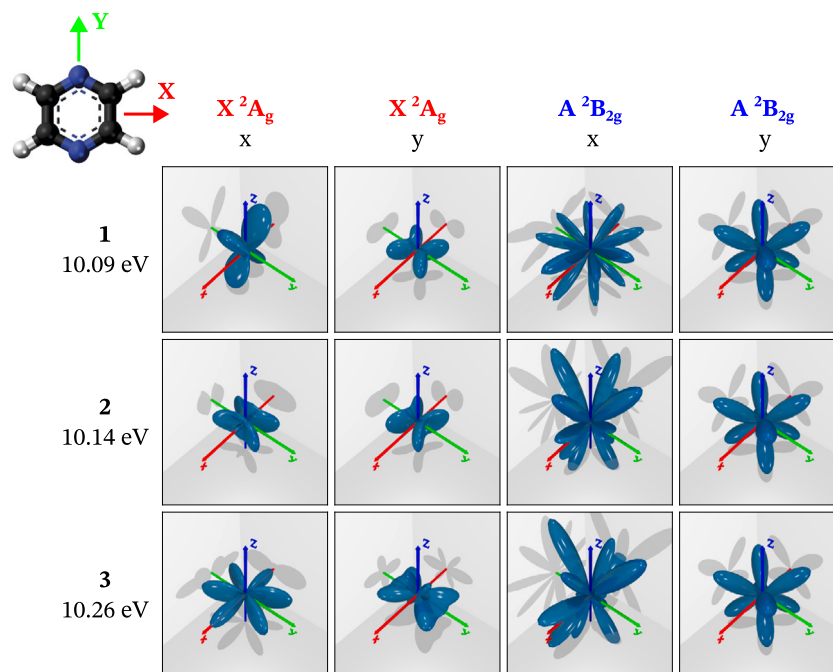 Y
X
X ²A_g X ²A_g A ²B_2g A ²B_2g
x y x y
1
10.09 eV
z z z z
x y x y x y x y
2
10.14 eV
z z z z
x y x y x y x y
3
10.26 eV
z z z z
x y x y x y x y